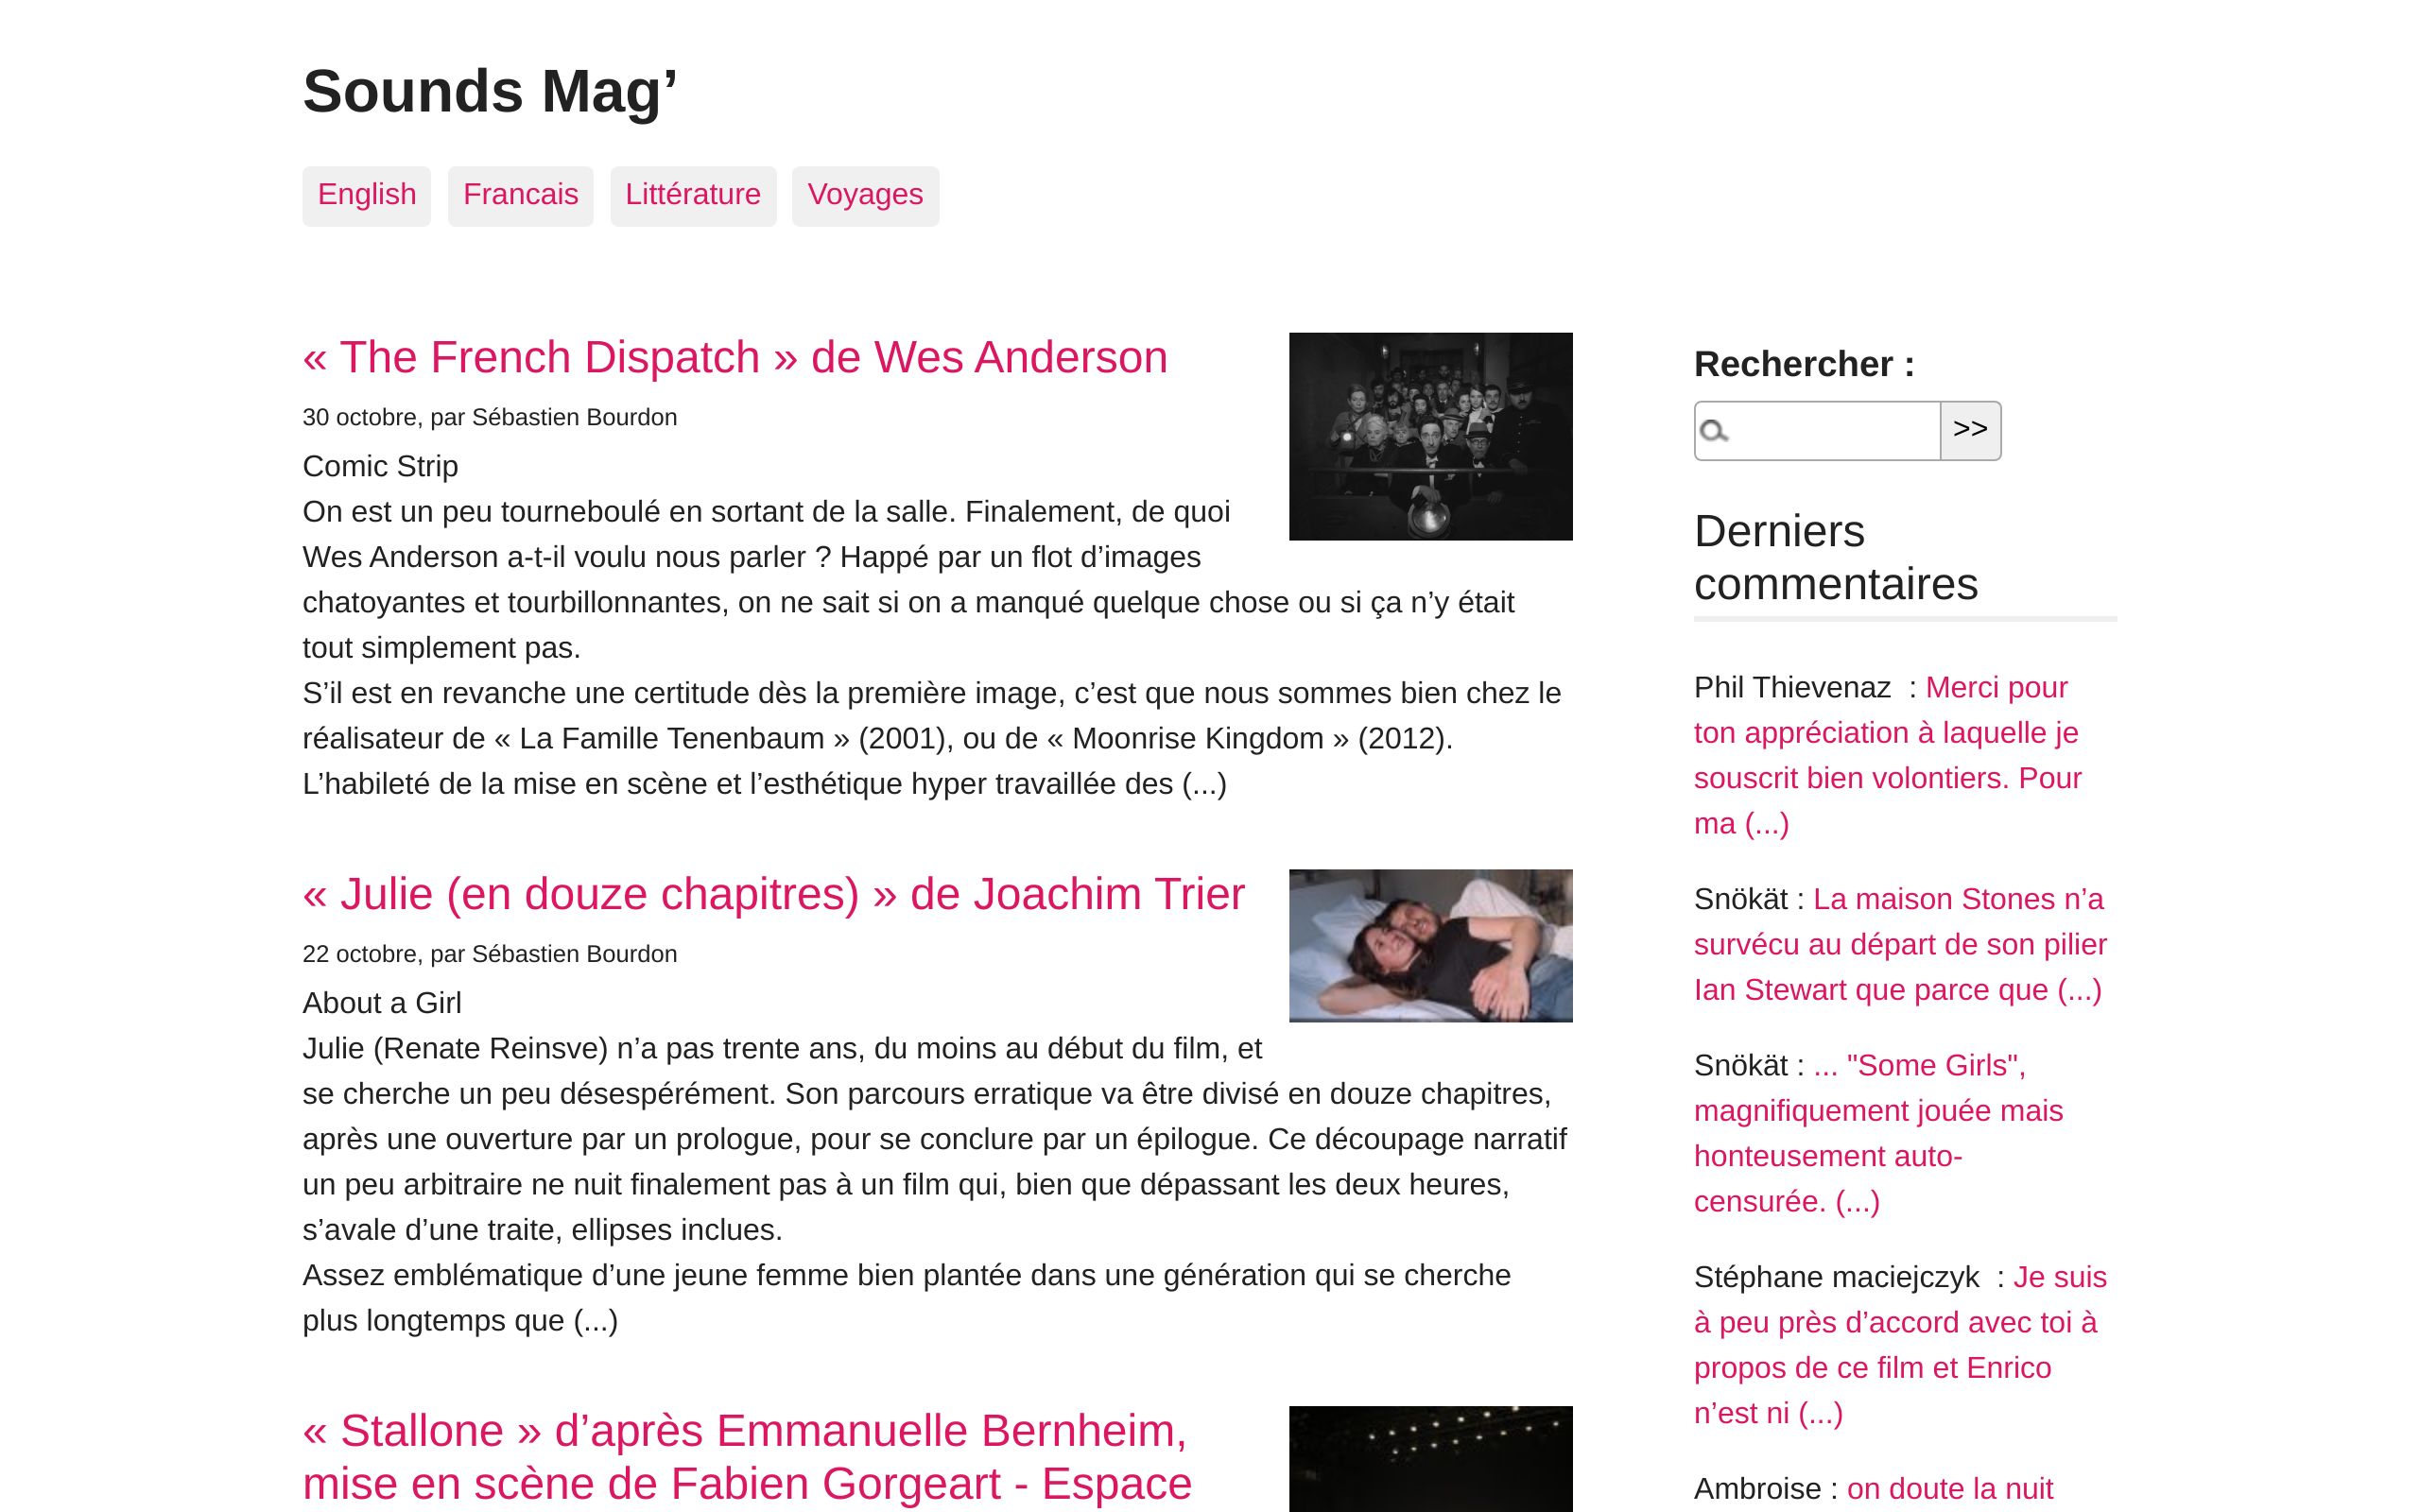 Sounds Mag’
English Francais Littérature Voyages
« The French Dispatch » de Wes Anderson
30 octobre, par Sébastien Bourdon
Comic Strip
On est un peu tourneboulé en sortant de la salle. Finalement, de quoi
Wes Anderson a-t-il voulu nous parler ? Happé par un flot d’images
chatoyantes et tourbillonnantes, on ne sait si on a manqué quelque chose ou si ça n’y était
tout simplement pas.
S’il est en revanche une certitude dès la première image, c’est que nous sommes bien chez le
réalisateur de « La Famille Tenenbaum » (2001), ou de « Moonrise Kingdom » (2012).
L’habileté de la mise en scène et l’esthétique hyper travaillée des (...)
« Julie (en douze chapitres) » de Joachim Trier
22 octobre, par Sébastien Bourdon
About a Girl
Julie (Renate Reinsve) n’a pas trente ans, du moins au début du film, et
se cherche un peu désespérément. Son parcours erratique va être divisé en douze chapitres,
après une ouverture par un prologue, pour se conclure par un épilogue. Ce découpage narratif
un peu arbitraire ne nuit finalement pas à un film qui, bien que dépassant les deux heures,
s’avale d’une traite, ellipses inclues.
Assez emblématique d’une jeune femme bien plantée dans une génération qui se cherche
plus longtemps que (...)
« Stallone » d’après Emmanuelle Bernheim,
mise en scène de Fabien Gorgeart - Espace
Rechercher :
>>
Derniers
commentaires
Phil Thievenaz  : Merci pour
ton appréciation à laquelle je
souscrit bien volontiers. Pour
ma (...)
Snökät : La maison Stones n’a
survécu au départ de son pilier
Ian Stewart que parce que (...)
Snökät : ... "Some Girls",
magnifiquement jouée mais
honteusement auto-
censurée. (...)
Stéphane maciejczyk  : Je suis
à peu près d’accord avec toi à
propos de ce film et Enrico
n’est ni (...)
Ambroise : on doute la nuit